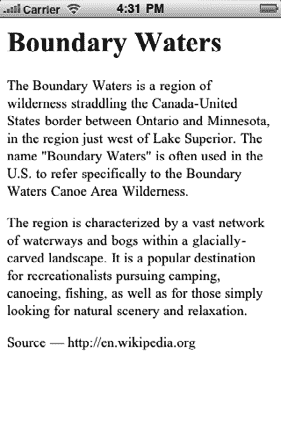 Carrier 4:31 PM
Boundary Waters
The Boundary Waters is a region of
wilderness straddling the Canada-United
States border between Ontario and Minnesota,
in the region just west of Lake Superior. The
name "Boundary Waters" is often used in the
U.S. to refer specifically to the Boundary
Waters Canoe Area Wilderness.
The region is characterized by a vast network
of waterways and bogs within a glacially-
carved landscape. It is a popular destination
for recreationalists pursuing camping,
canoeing, fishing, as well as for those simply
looking for natural scenery and relaxation.
Source — http://en.wikipedia.org